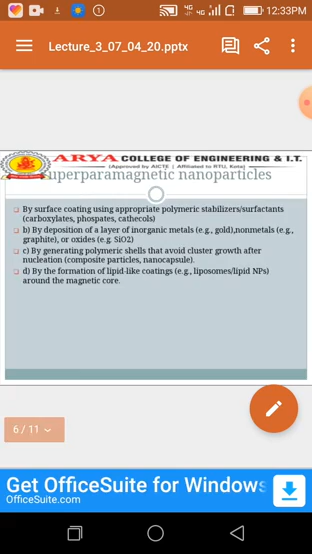 4G 4G 12:33PM
Lecture_3_07_04_20.pptx
ARYA COLLEGE OF ENGINEERING & I.T.
(Approved by AICTE | Affiliated to RTU, Kota)
uperparamagnetic nanoparticles
By surface coating using appropriate polymeric stabilizers/surfactants
(carboxylates, phospates, cathecols)
b) By deposition of a layer of inorganic metals (e.g., gold),nonmetals (e.g.,
graphite), or oxides (e.g. SiO2)
c) By generating polymeric shells that avoid cluster growth after
nucleation (composite particles, nanocapsule).
d) By the formation of lipid-like coatings (e.g., liposomes/lipid NPs)
around the magnetic core.
6 / 11
Get OfficeSuite for Windows
OfficeSuite.com